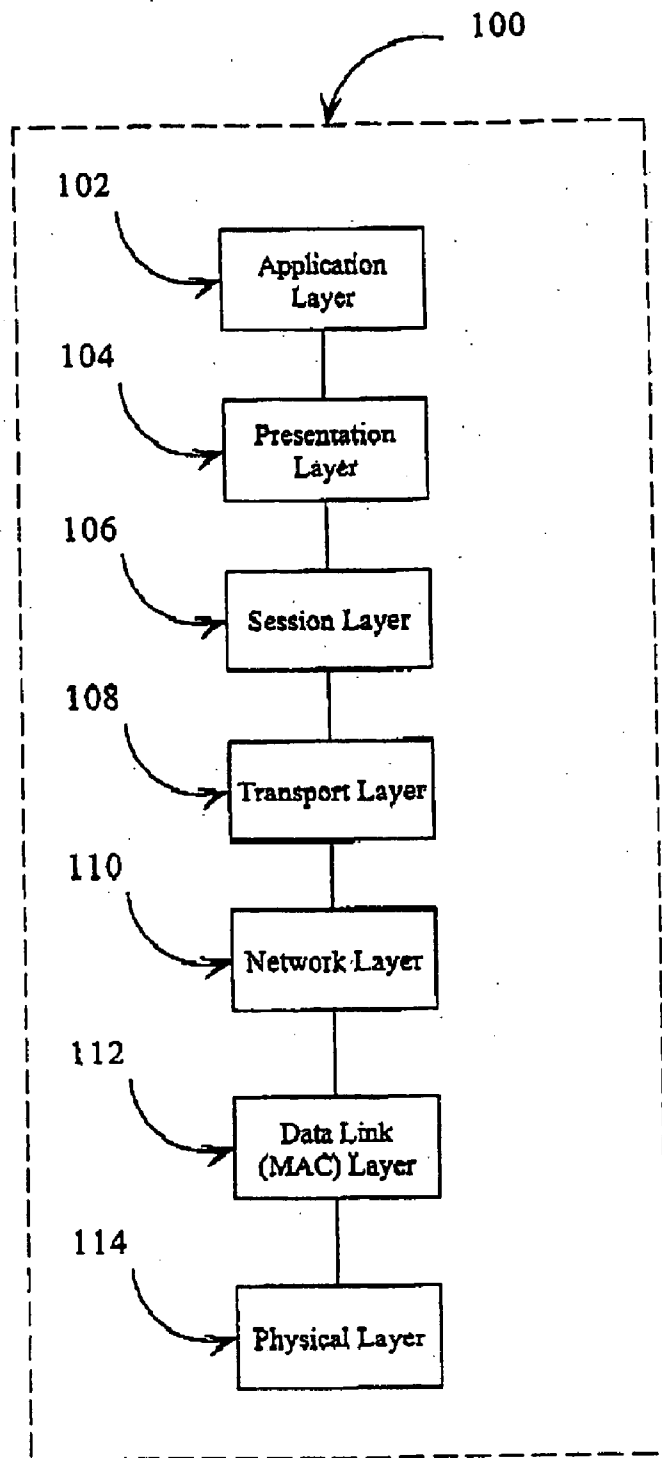 100
102
Application
Layer
104
Presentation
Layer
106
Session Layer
108
Transport Layer
110
Network Layer
112
Data Link
(MAC) Layer
114
Physical Layer